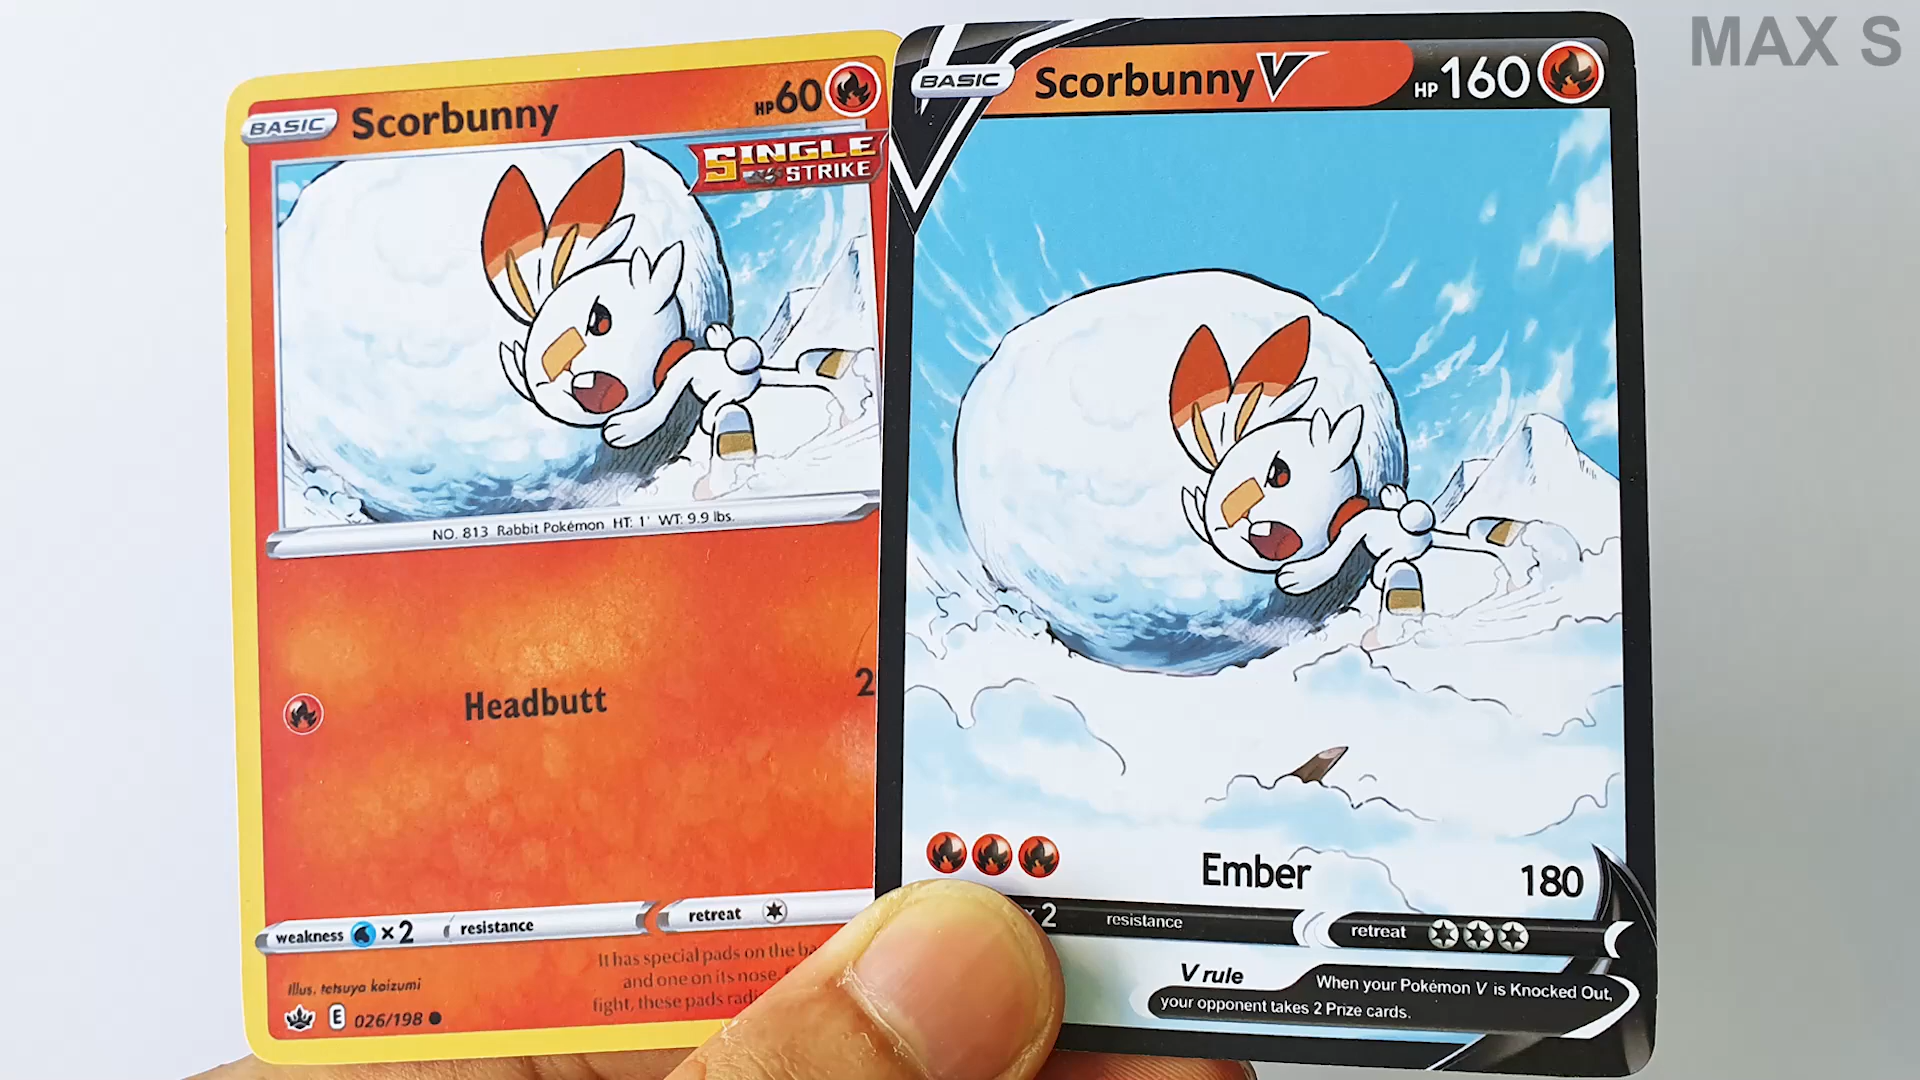 MAX S
BASIC Scorbunny HP 60
SINGLE
STRIKE
NO. 813 Rabbit Pokémon HT: 1' WT: 9.9 lbs.
Headbutt 2
weakness ×2 resistance retreat
It has special pads on the
and one on its nose.
fight, these pads
Illus. tetsuya koizumi
E 026/198
BASIC Scorbunny V HP 160
Ember 180
×2 resistance retreat
V rule When your Pokémon V is Knocked Out,
your opponent takes 2 Prize cards.